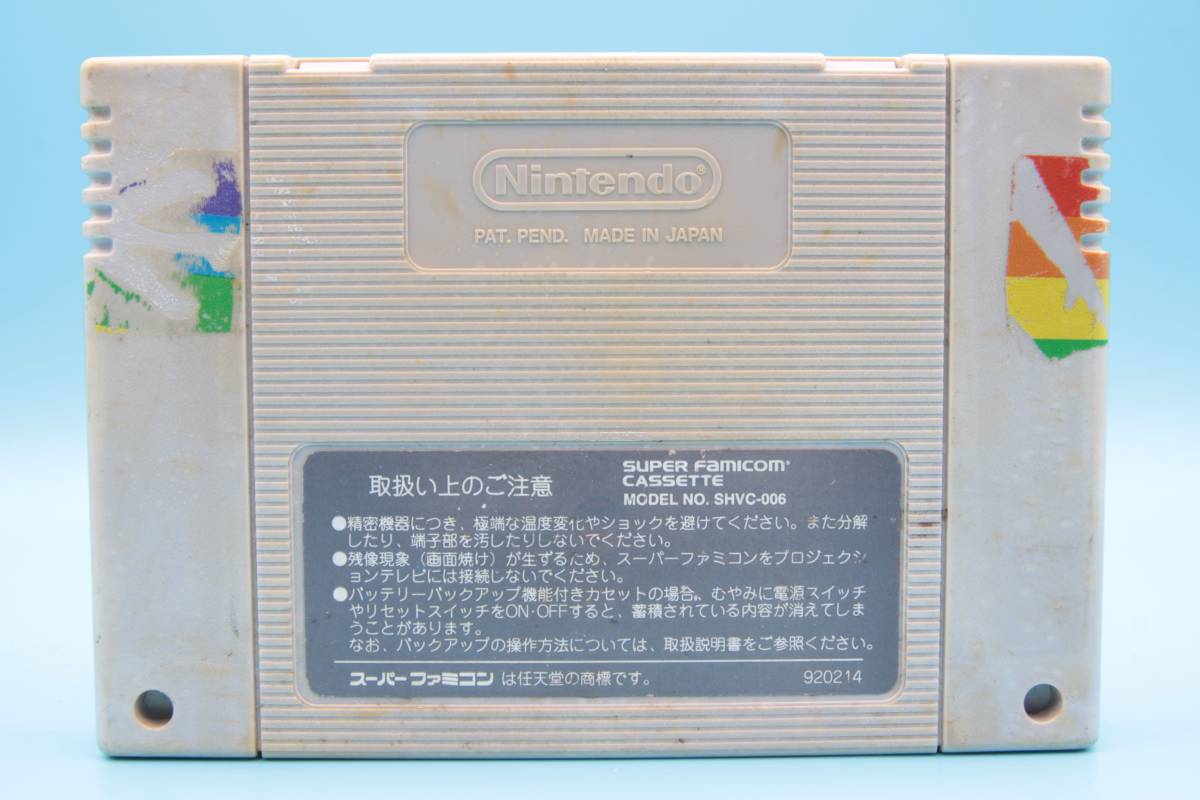 Nintendo®
PAT. PEND. MADE IN JAPAN
取扱い上のご注意
SUPER FAMICOM
CASSETTE
MODEL NO. SHVC-006
●精密機器につき、極端な温度変化やショックを避けてください。また分解
したり、端子部を汚したりしないでください。
●残像現象（画面焼け）が生ずるため、スーパーファミコンをプロジェクシ
ョンテレビには接続しないでください。
●バッテリーバックアップ機能付きカセットの場合、むやみに電源スイッチ
やリセットスイッチをON·OFFすると、蓄積されている内容が消えてしま
うことがあります。
なお、バックアップの操作方法については、取扱説明書をご参照ください。
スーパーファミコン は任天堂の商標です。
920214